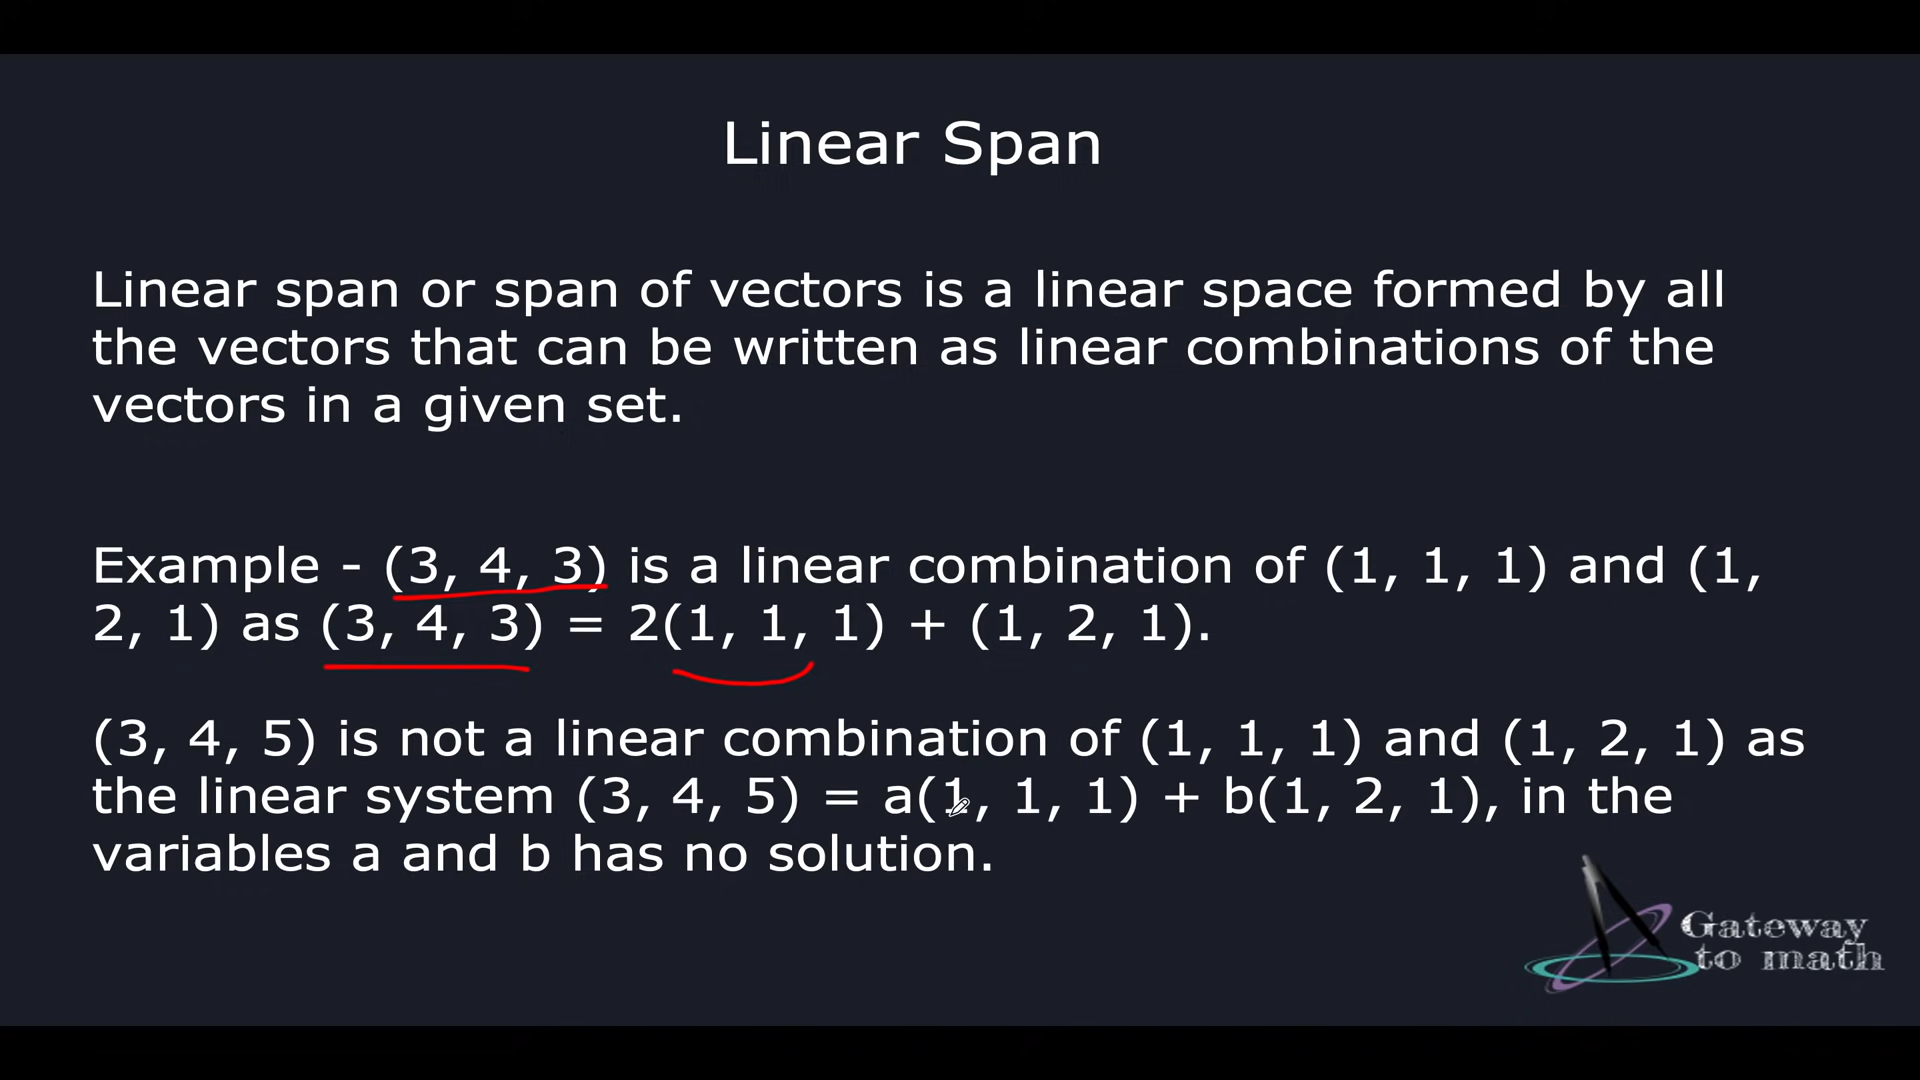 Linear Span
Linear span or span of vectors is a linear space formed by all
the vectors that can be written as linear combinations of the
vectors in a given set.
Example - (3, 4, 3) is a linear combination of (1, 1, 1) and (1,
2, 1) as (3, 4, 3) = 2(1, 1, 1) + (1, 2, 1).
(3, 4, 5) is not a linear combination of (1, 1, 1) and (1, 2, 1) as
the linear system (3, 4, 5) = a(1, 1, 1) + b(1, 2, 1), in the
variables a and b has no solution.
Gateway
to math